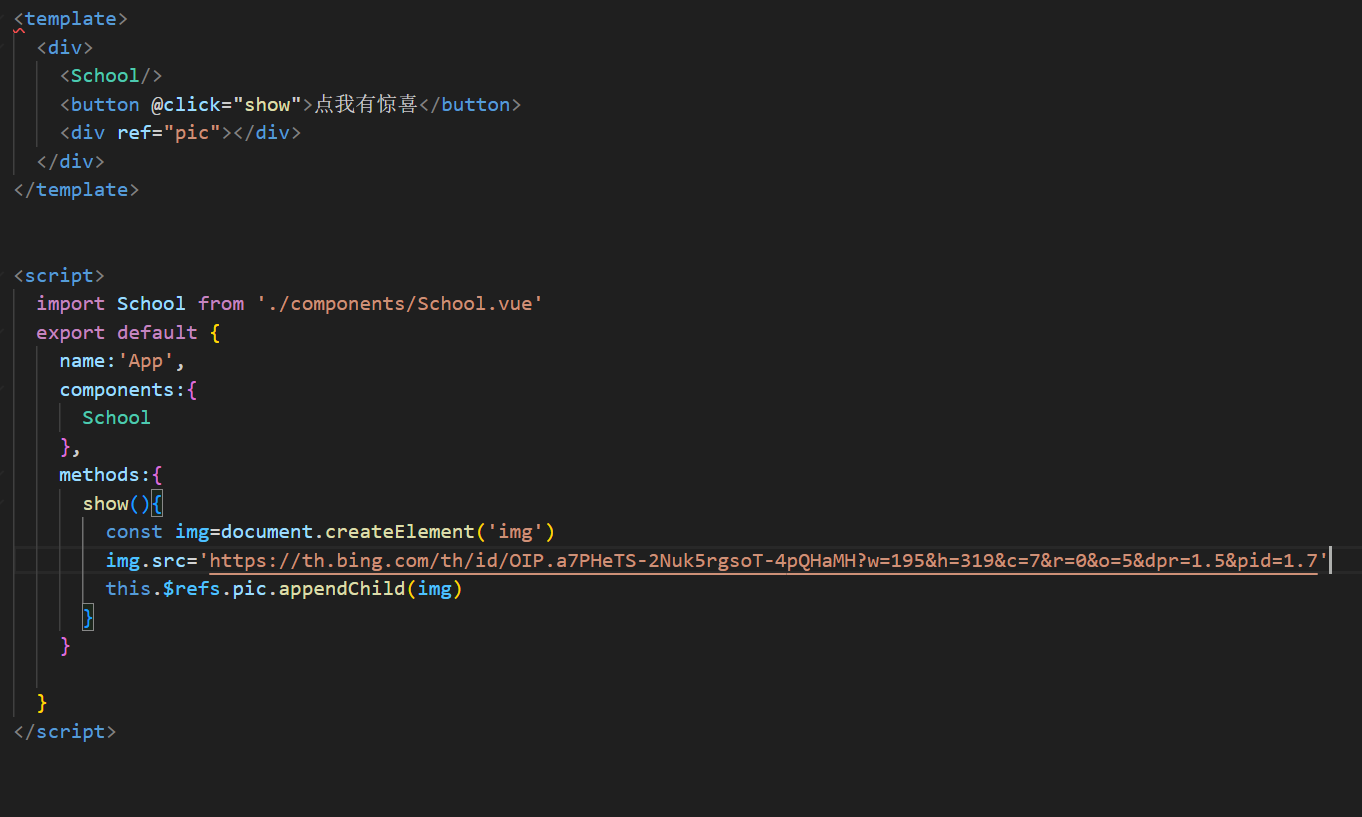 <template>
<div>
<School/>
<button @click="show">点我有惊喜</button>
<div ref="pic"></div>
</div>
</template>
<script>
import School from './components/School.vue'
export default {
name:'App',
components:{
School
},
methods:{
show(){
const img=document.createElement('img')
img.src='https://th.bing.com/th/id/OIP.a7PHeTS-2Nuk5rgsoT-4pQHaMH?w=195&h=319&c=7&r=0&o=5&dpr=1.5&pid=1.7'
this.$refs.pic.appendChild(img)
}
}
}
</script>